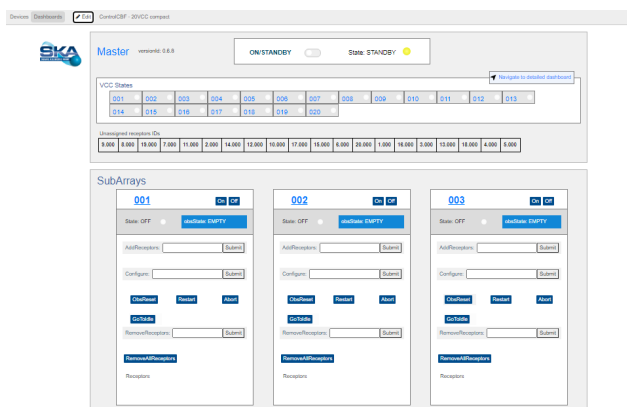 Devices Dashboards Edit ControlCBF - 20VCC compact
SKA
Master versionId: 0.6.8 ON/STANDBY State: STANDBY
Navigate to detailed dashboard
VCC States
001 002 003 004 005 006 007 008 009 010 011 012 013
014 015 016 017 018 019 020
Unassigned receptors IDs
9.000 8.000 19.000 7.000 11.000 2.000 14.000 12.000 10.000 17.000 15.000 6.000 20.000 1.000 16.000 3.000 13.000 18.000 4.000 5.000
SubArrays
001 On Off 002 On Off 003 On Off
State: OFF obsState: EMPTY State: OFF obsState: EMPTY State: OFF obsState: EMPTY
AddReceptors: Submit AddReceptors: Submit AddReceptors: Submit
Configure: Submit Configure: Submit Configure: Submit
ObsReset Restart Abort ObsReset Restart Abort ObsReset Restart Abort
GoToIdle GoToIdle GoToIdle
RemoveReceptors: Submit RemoveReceptors: Submit RemoveReceptors: Submit
RemoveAllReceptors RemoveAllReceptors RemoveAllReceptors
Receptors Receptors Receptors